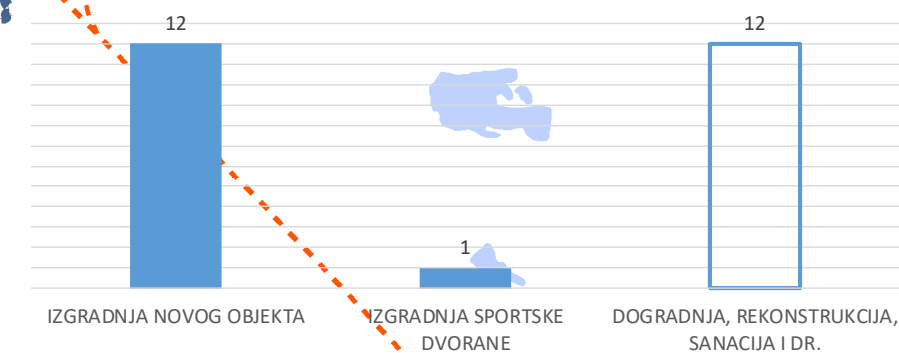 12
12
1
IZGRADNJA NOVOG OBJEKTA
IZGRADNJA SPORTSKE
DVORANE
DOGRADNJA, REKONSTRUKCIJA,
SANACIJA I DR.